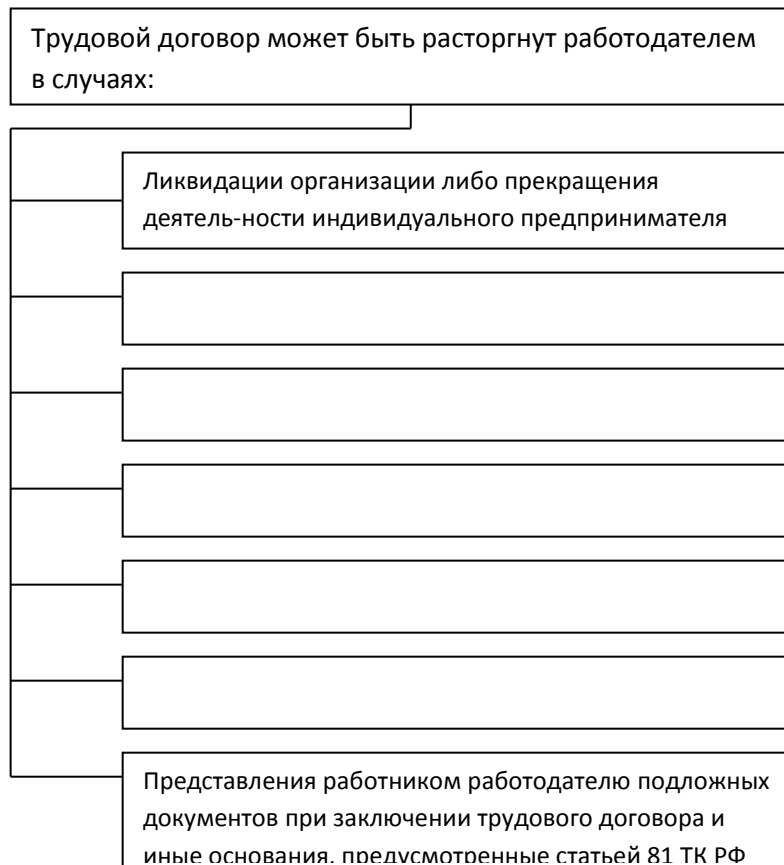 Трудовой договор может быть расторгнут работодателем
в случаях:
Ликвидации организации либо прекращения
деятель-ности индивидуального предпринимателя
Представления работником работодателю подложных
документов при заключении трудового договора и
иные основания, предусмотренные статьей 81 ТК РФ